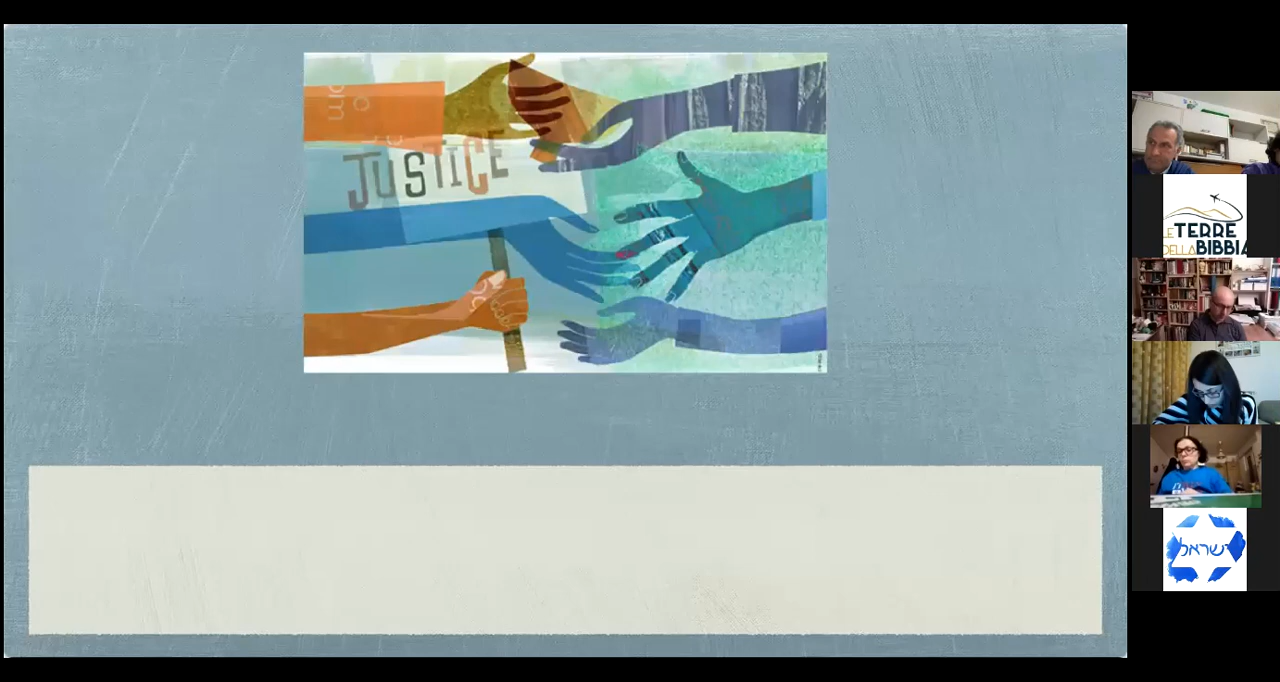 JUSTICE
LE TERRE
DELLA BIBBIA
ישראל